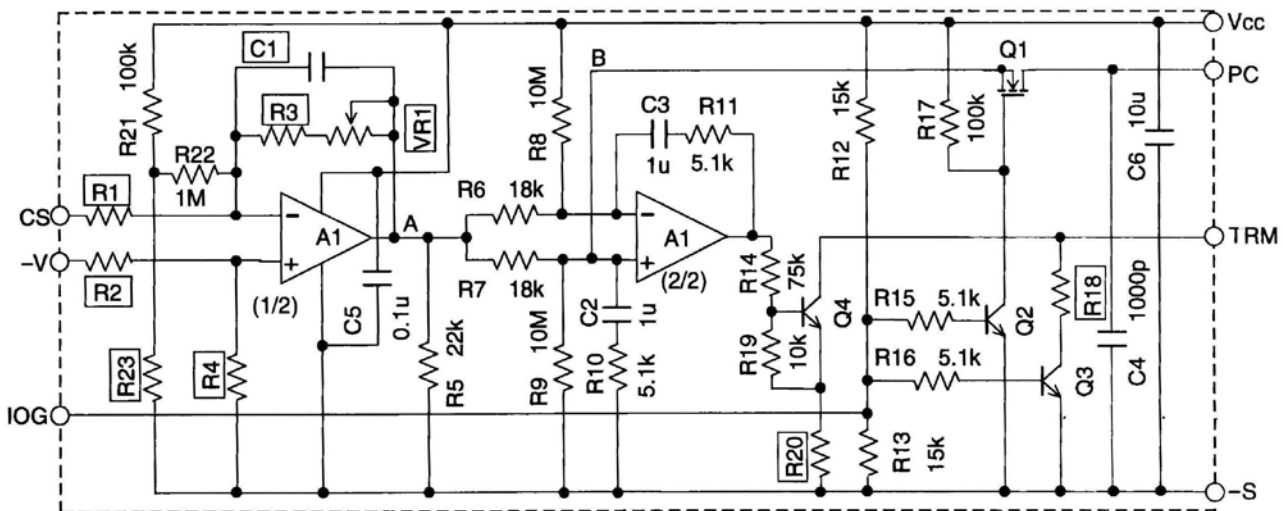 Vcc
C1
Q1
B
PC
100k
R21
R3
VR1
10M
R8
C3
R11
1u
5.1k
15k
R12
R17
100k
10u
C6
R22
1M
R6
18k
R1
CS
−
A1
A
−
A1
TRM
−V
R2
+
(1/2)
R7
18k
+
(2/2)
R14
75k
Q4
R15
5.1k
Q2
R18
1000p
C4
C5
0.1u
22k
R5
10M
R9
C2
1u
R10
5.1k
R19
10k
R16
5.1k
Q3
R23
R4
IOG
R20
R13
15k
−S